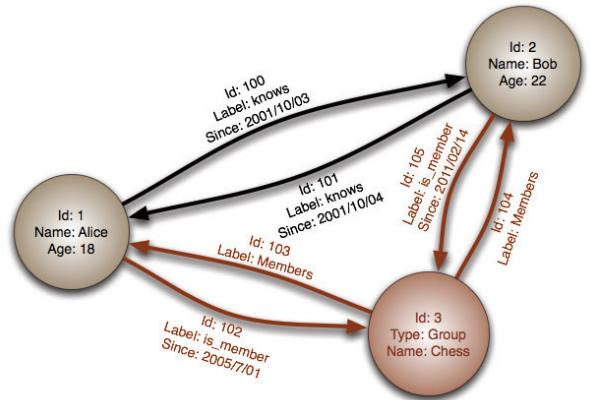 Id: 2
Name: Bob
Age: 22
Id: 100
Label: knows
Since: 2001/10/03
Id: 101
Label: knows
Since: 2001/10/04
Id: 105
Label: is_member
Since: 2011/02/14
Id: 104
Label: Members
Id: 1
Name: Alice
Age: 18
Id: 103
Label: Members
Id: 102
Label: is_member
Since: 2005/7/01
Id: 3
Type: Group
Name: Chess